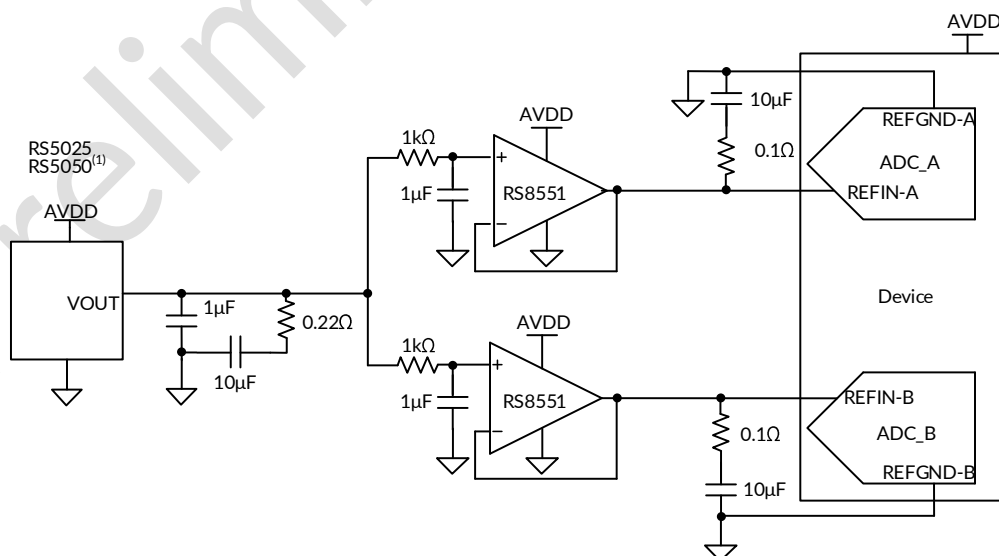 AVDD
relim
10µF
REFGND-A
AVDD
1kΩ
RS5025
RS5050(1)
0.1Ω
ADC_A
1µF
RS8551
REFIN-A
AVDD
VOUT
1µF
0.22Ω
Device
10µF
AVDD
1kΩ
1µF
RS8551
REFIN-B
0.1Ω
ADC_B
REFGND-B
10µF